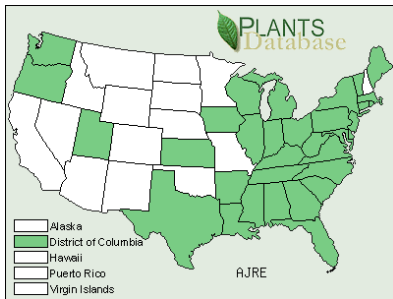 PLANTS
Database
Alaska
District of Columbia
Hawaii
Puerto Rico
Virgin Islands
AJRE